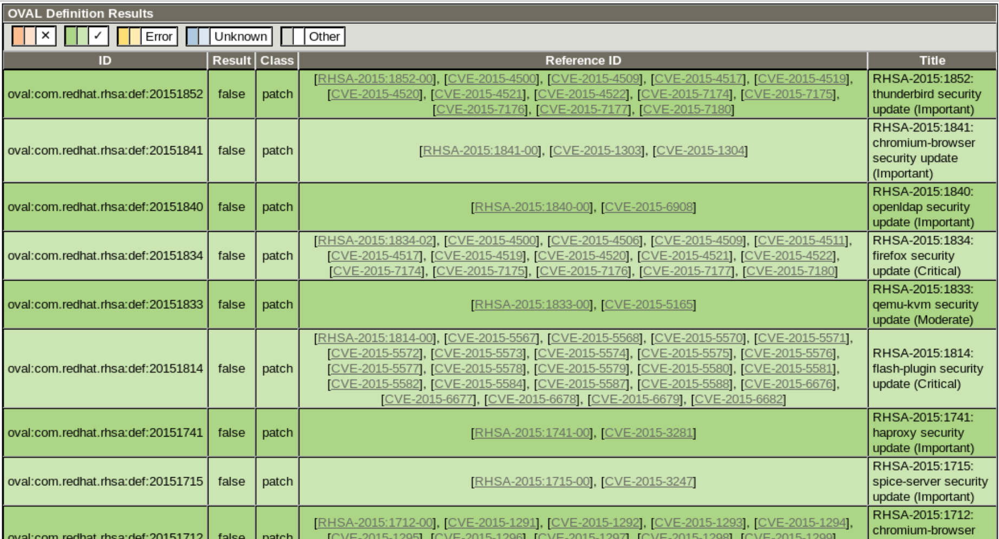 OVAL Definition Results
✕ ✓ Error Unknown Other
ID Result Class Reference ID Title
oval:com.redhat.rhsa:def:20151852 false patch
[RHSA-2015:1852-00], [CVE-2015-4500], [CVE-2015-4509], [CVE-2015-4517], [CVE-2015-4519],
[CVE-2015-4520], [CVE-2015-4521], [CVE-2015-4522], [CVE-2015-7174], [CVE-2015-7175],
[CVE-2015-7176], [CVE-2015-7177], [CVE-2015-7180]
RHSA-2015:1852:
thunderbird security
update (Important)
oval:com.redhat.rhsa:def:20151841 false patch
[RHSA-2015:1841-00], [CVE-2015-1303], [CVE-2015-1304]
RHSA-2015:1841:
chromium-browser
security update
(Important)
oval:com.redhat.rhsa:def:20151840 false patch
[RHSA-2015:1840-00], [CVE-2015-6908]
RHSA-2015:1840:
openldap security
update (Important)
oval:com.redhat.rhsa:def:20151834 false patch
[RHSA-2015:1834-02], [CVE-2015-4500], [CVE-2015-4506], [CVE-2015-4509], [CVE-2015-4511],
[CVE-2015-4517], [CVE-2015-4519], [CVE-2015-4520], [CVE-2015-4521], [CVE-2015-4522],
[CVE-2015-7174], [CVE-2015-7175], [CVE-2015-7176], [CVE-2015-7177], [CVE-2015-7180]
RHSA-2015:1834:
firefox security
update (Critical)
oval:com.redhat.rhsa:def:20151833 false patch
[RHSA-2015:1833-00], [CVE-2015-5165]
RHSA-2015:1833:
qemu-kvm security
update (Moderate)
oval:com.redhat.rhsa:def:20151814 false patch
[RHSA-2015:1814-00], [CVE-2015-5567], [CVE-2015-5568], [CVE-2015-5570], [CVE-2015-5571],
[CVE-2015-5572], [CVE-2015-5573], [CVE-2015-5574], [CVE-2015-5575], [CVE-2015-5576],
[CVE-2015-5577], [CVE-2015-5578], [CVE-2015-5579], [CVE-2015-5580], [CVE-2015-5581],
[CVE-2015-5582], [CVE-2015-5584], [CVE-2015-5587], [CVE-2015-5588], [CVE-2015-6676],
[CVE-2015-6677], [CVE-2015-6678], [CVE-2015-6679], [CVE-2015-6682]
RHSA-2015:1814:
flash-plugin security
update (Critical)
oval:com.redhat.rhsa:def:20151741 false patch
[RHSA-2015:1741-00], [CVE-2015-3281]
RHSA-2015:1741:
haproxy security
update (Important)
oval:com.redhat.rhsa:def:20151715 false patch
[RHSA-2015:1715-00], [CVE-2015-3247]
RHSA-2015:1715:
spice-server security
update (Important)
oval:com.redhat.rhsa:def:20151712 false patch
[RHSA-2015:1712-00], [CVE-2015-1291], [CVE-2015-1292], [CVE-2015-1293], [CVE-2015-1294],
[CVE-2015-1295], [CVE-2015-1296], [CVE-2015-1297], [CVE-2015-1298], [CVE-2015-1299]
RHSA-2015:1712:
chromium-browser